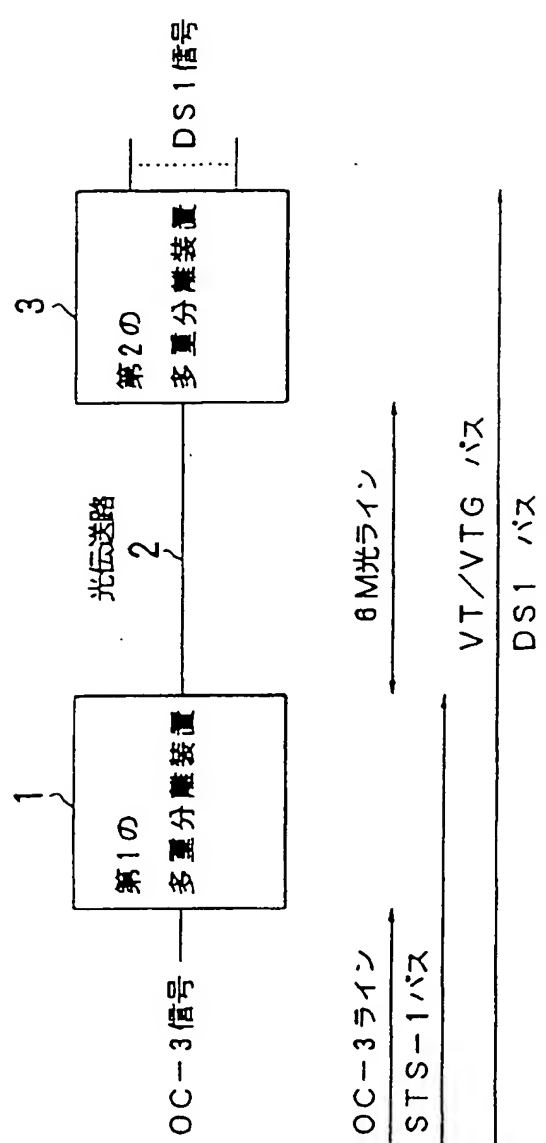 1
第1の
多重分離装置
光伝送路
2
3
第2の
多重分離装置
OC-3信号
DS1信号
OC-3ライン
6M光ライン
STS-1パス
VT/VTG パス
DS1 パス